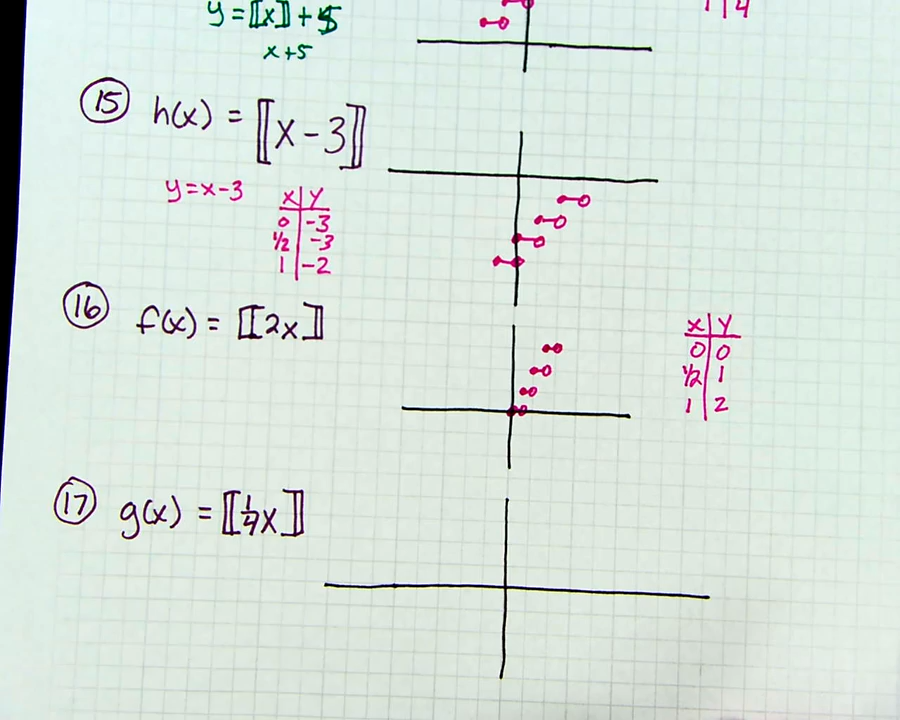 y = ⟦x⟧ + 5
x+5
1 | 4
15 h(x) = ⟦x - 3⟧
y = x - 3
x | y
0 | -3
1/2 | -3
1 | -2
16 f(x) = ⟦2x⟧
x | y
0 | 0
1/2 | 1
1 | 2
17 g(x) = ⟦1/4x⟧